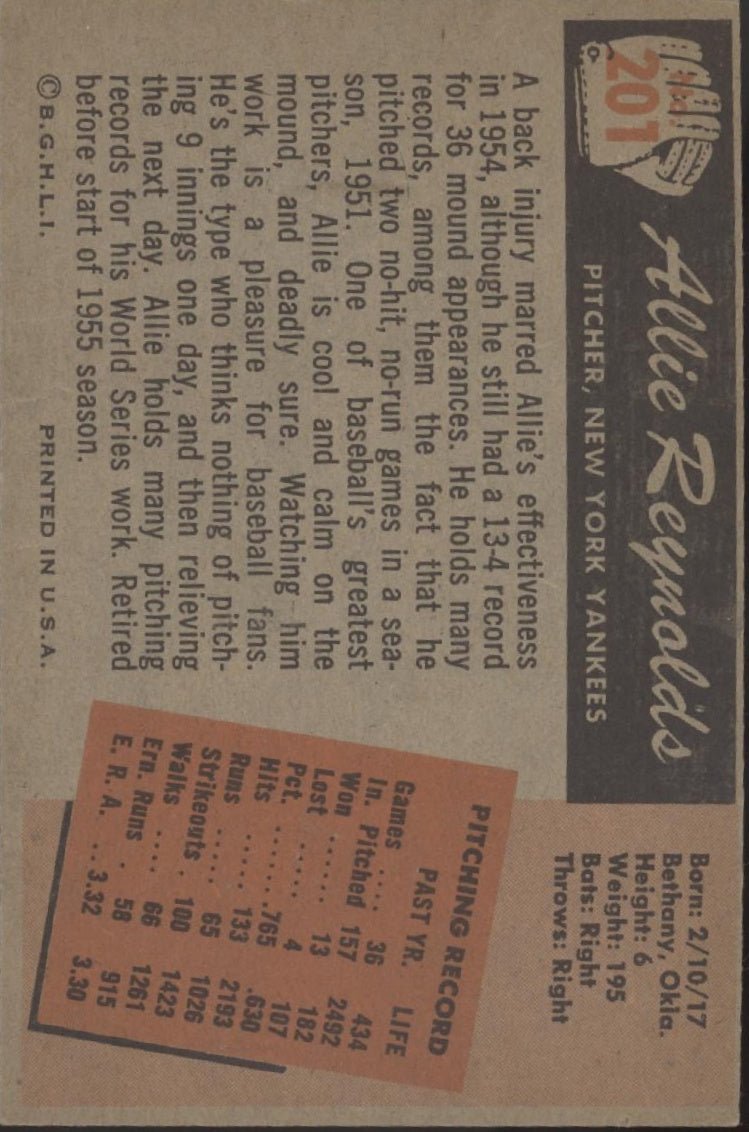 201
Allie Reynolds
PITCHER, NEW YORK YANKEES
Born: 2/10/17
Bethany, Okla.
Height: 6
Weight: 195
Bats: Right
Throws: Right
A back injury marred Allie's effectiveness
in 1954, although he still had a 13-4 record
for 36 mound appearances. He holds many
records, among them the fact that he
pitched two no-hit, no-run games in a sea-
son, 1951. One of baseball's greatest
pitchers, Allie is cool and calm on the
mound, and deadly sure. Watching him
work is a pleasure for baseball fans.
He's the type who thinks nothing of pitch-
ing 9 innings one day, and then relieving
the next day. Allie holds many pitching
records for his World Series work. Retired
before start of 1955 season.
©B.G.H.L.I. PRINTED IN U.S.A.
PITCHING RECORD
PAST YR. LIFE
Games .... 36 434
In. Pitched 157 2492
Won ...... 13 182
Lost ..... 4 107
Pct. ...... .765 .630
Hits ...... 133 2193
Runs ..... 65 1026
Strikeouts . 100 1423
Walks .... 66 1261
Ern. Runs . 58 915
E. R. A. .. 3.32 3.30